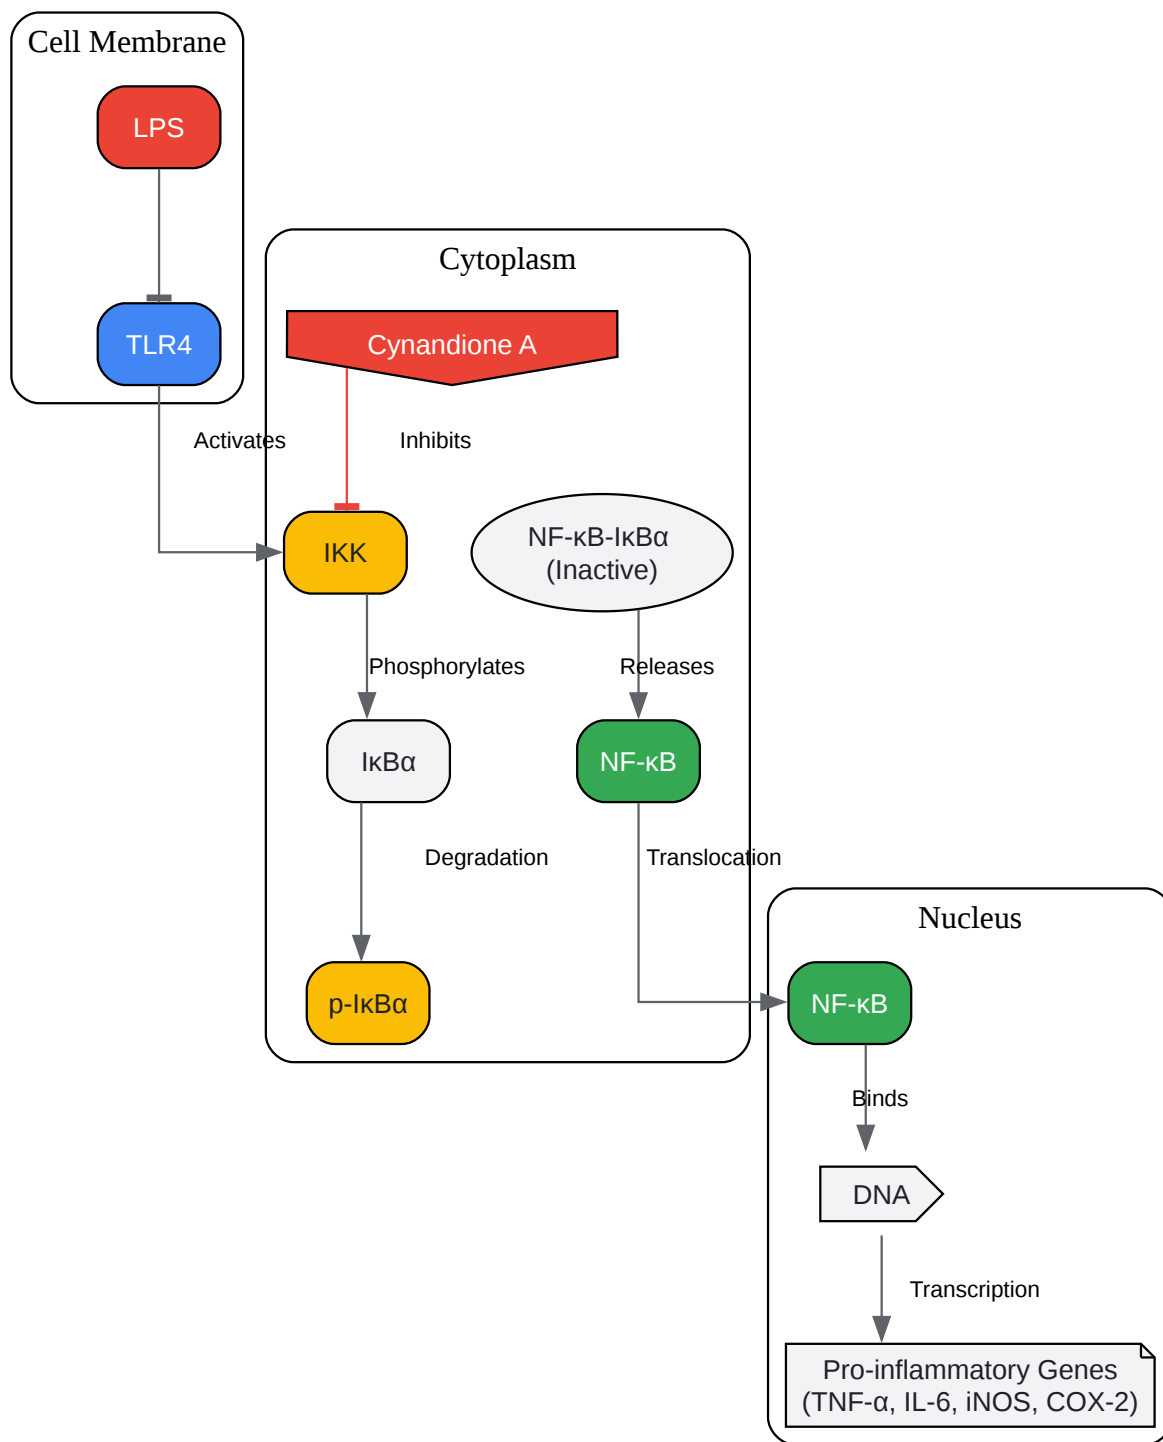 Cell Membrane
LPS
TLR4
Activates
Cytoplasm
Cynandione A
Inhibits
IKK
NF-κB-IκBα
(Inactive)
Phosphorylates
Releases
IκBα
NF-κB
Degradation
Translocation
p-IκBα
Nucleus
NF-κB
Binds
DNA
Transcription
Pro-inflammatory Genes
(TNF-α, IL-6, iNOS, COX-2)